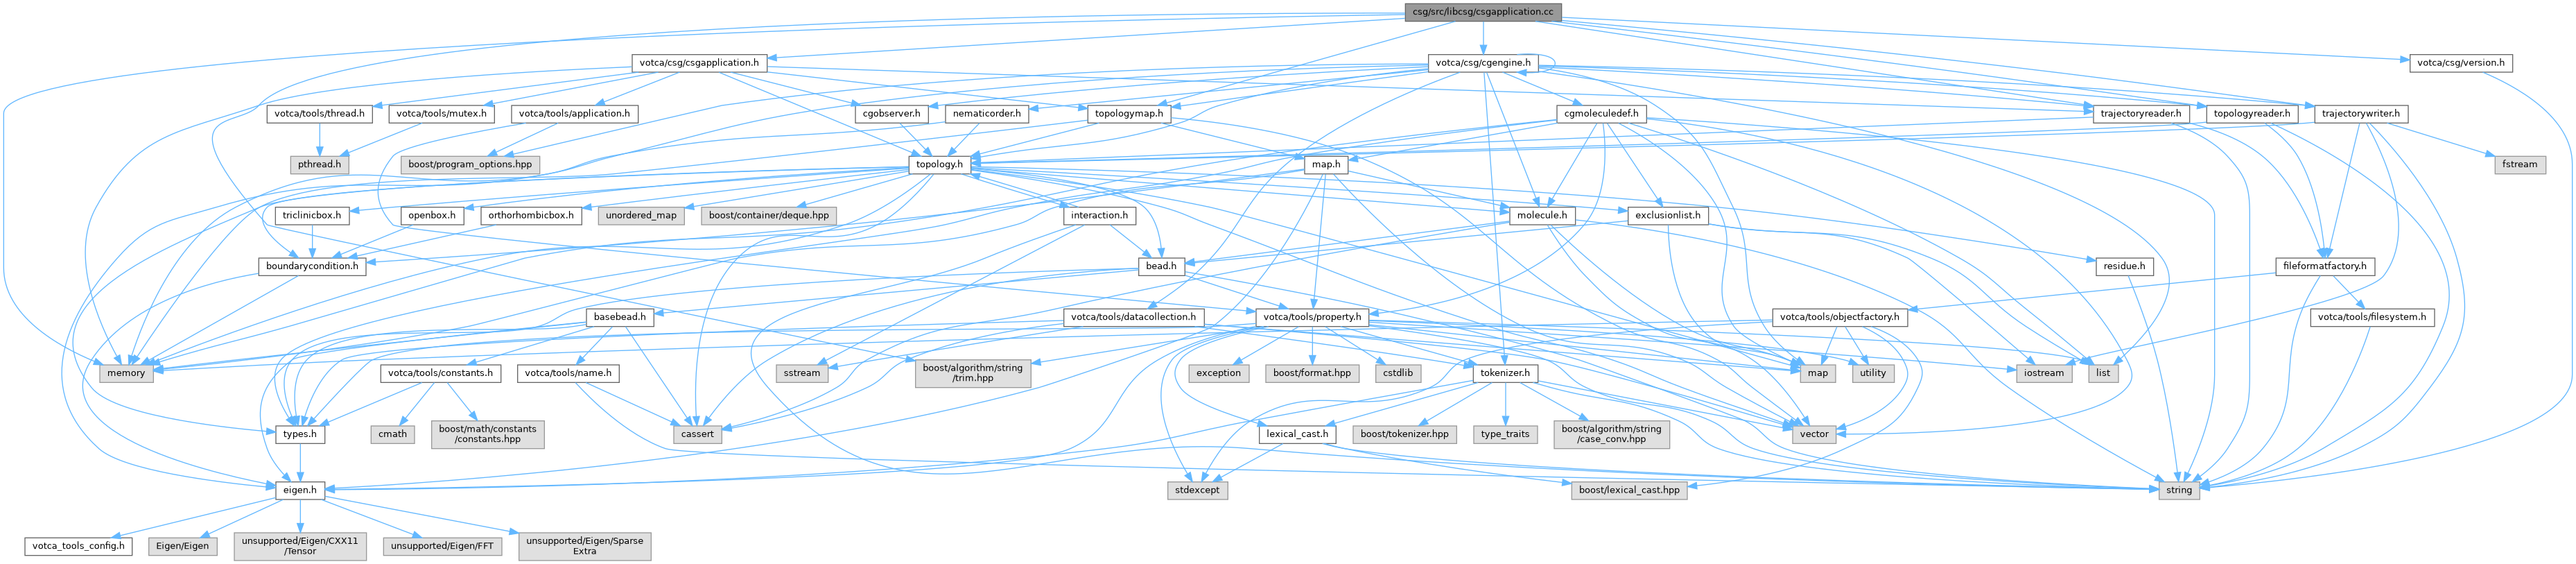 csg/src/libcsg/csgapplication.cc
votca/csg/csgapplication.h
votca/csg/cgengine.h
votca/csg/version.h
votca/tools/thread.h
votca/tools/mutex.h
votca/tools/application.h
cgobserver.h
nematicorder.h
topologymap.h
cgmoleculedef.h
trajectoryreader.h
topologyreader.h
trajectorywriter.h
pthread.h
boost/program_options.hpp
topology.h
map.h
fstream
triclinicbox.h
openbox.h
orthorhombicbox.h
unordered_map
boost/container/deque.hpp
interaction.h
molecule.h
exclusionlist.h
boundarycondition.h
bead.h
residue.h
fileformatfactory.h
basebead.h
votca/tools/datacollection.h
votca/tools/property.h
votca/tools/objectfactory.h
votca/tools/filesystem.h
memory
votca/tools/constants.h
votca/tools/name.h
sstream
boost/algorithm/string
/trim.hpp
exception
boost/format.hpp
cstdlib
tokenizer.h
map
utility
iostream
list
types.h
cmath
boost/math/constants
/constants.hpp
cassert
lexical_cast.h
boost/tokenizer.hpp
type_traits
boost/algorithm/string
/case_conv.hpp
vector
eigen.h
stdexcept
boost/lexical_cast.hpp
string
votca_tools_config.h
Eigen/Eigen
unsupported/Eigen/CXX11
/Tensor
unsupported/Eigen/FFT
unsupported/Eigen/Sparse
Extra